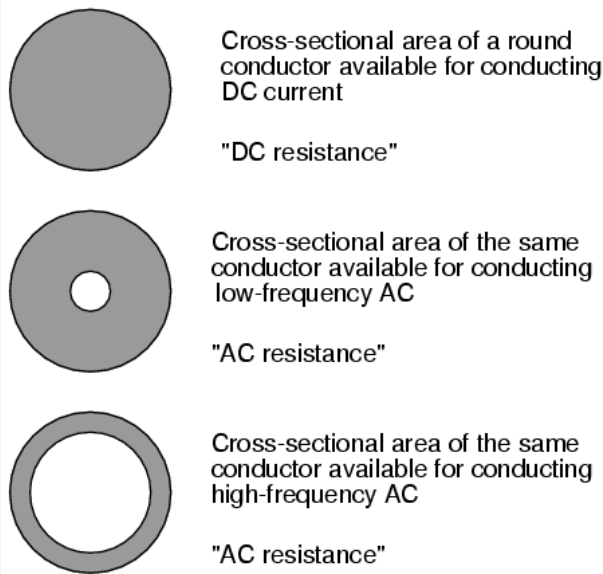 Cross-sectional area of a round
conductor available for conducting
DC current
"DC resistance"
Cross-sectional area of the same
conductor available for conducting
low-frequency AC
"AC resistance"
Cross-sectional area of the same
conductor available for conducting
high-frequency AC
"AC resistance"